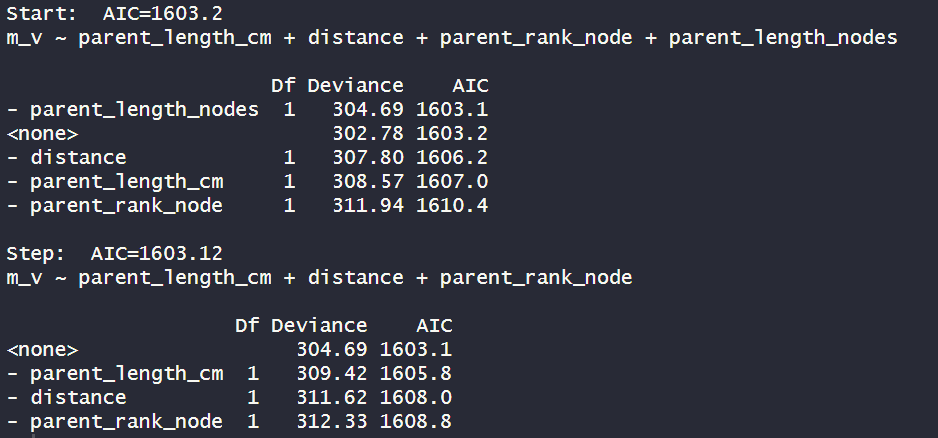 Start:  AIC=1603.2
m_v ~ parent_length_cm + distance + parent_rank_node + parent_length_nodes
                      Df Deviance    AIC
- parent_length_nodes  1   304.69 1603.1
<none>                     302.78 1603.2
- distance             1   307.80 1606.2
- parent_length_cm     1   308.57 1607.0
- parent_rank_node     1   311.94 1610.4
Step:  AIC=1603.12
m_v ~ parent_length_cm + distance + parent_rank_node
                   Df Deviance    AIC
<none>                  304.69 1603.1
- parent_length_cm  1   309.42 1605.8
- distance          1   311.62 1608.0
- parent_rank_node  1   312.33 1608.8